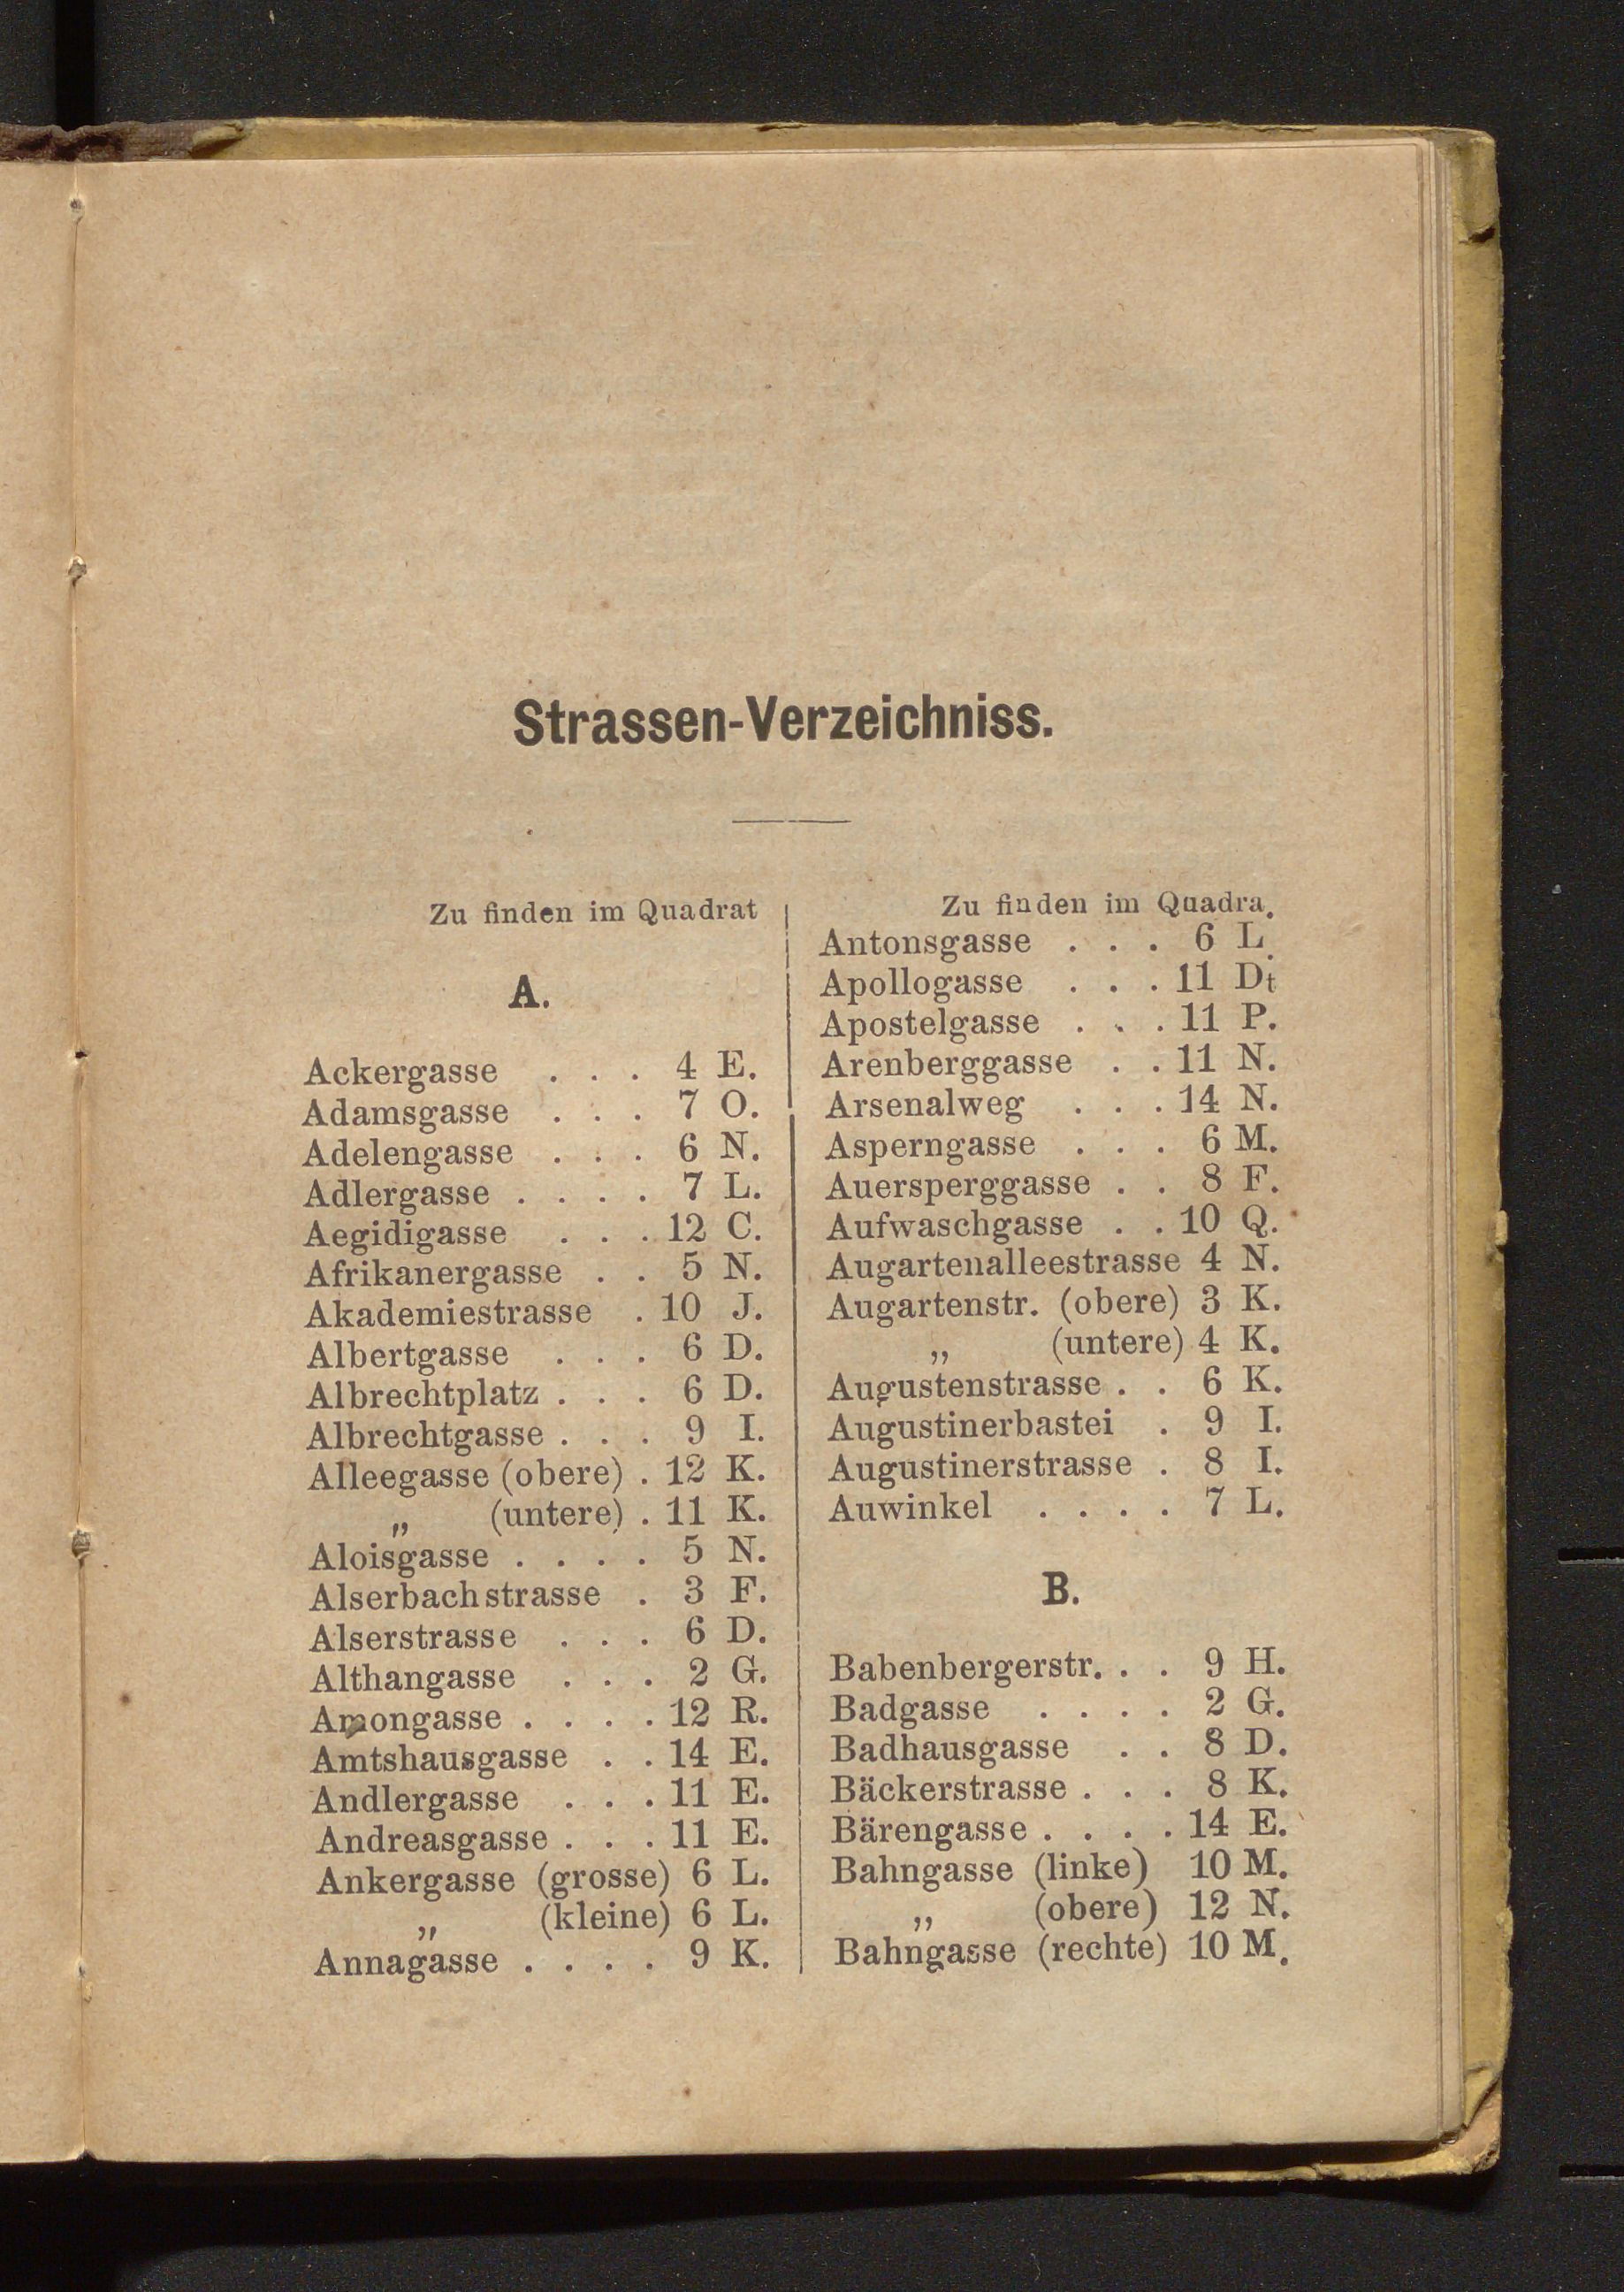 Strassen-Verzeichniss.
Zu finden im Quadrat
A.
Ackergasse . . . 4 E.
Adamsgasse . . . 7 O.
Adelengasse . . . 6 N.
Adlergasse . . . . 7 L.
Aegidigasse . . . 12 C.
Afrikanergasse . . 5 N.
Akademiestrasse . 10 J.
Albertgasse . . . 6 D.
Albrechtplatz . . . 6 D.
Albrechtgasse . . . 9 I.
Alleegasse (obere) . 12 K.
„ (untere) . 11 K.
Aloisgasse . . . . 5 N.
Alserbachstrasse . 3 F.
Alserstrasse . . . 6 D.
Althangasse . . . 2 G.
Amongasse . . . . 12 R.
Amtshausgasse . . 14 E.
Andlergasse . . . 11 E.
Andreasgasse . . . 11 E.
Ankergasse (grosse) 6 L.
„ (kleine) 6 L.
Annagasse . . . . 9 K.
Zu finden im Quadra.
Antonsgasse . . . 6 L.
Apollogasse . . . 11 Dt
Apostelgasse . . . 11 P.
Arenberggasse . . 11 N.
Arsenalweg . . . 14 N.
Asperngasse . . . 6 M.
Auersperggasse . . 8 F.
Aufwaschgasse . . 10 Q.
Augartenalleestrasse 4 N.
Augartenstr. (obere) 3 K.
„ (untere) 4 K.
Augustenstrasse . . 6 K.
Augustinerbastei . 9 I.
Augustinerstrasse . 8 I.
Auwinkel . . . . 7 L.
B.
Babenbergerstr. . . 9 H.
Badgasse . . . . 2 G.
Badhausgasse . . 8 D.
Bäckerstrasse . . . 8 K.
Bärengasse . . . . 14 E.
Bahngasse (linke) 10 M.
„ (obere) 12 N.
Bahngasse (rechte) 10 M.